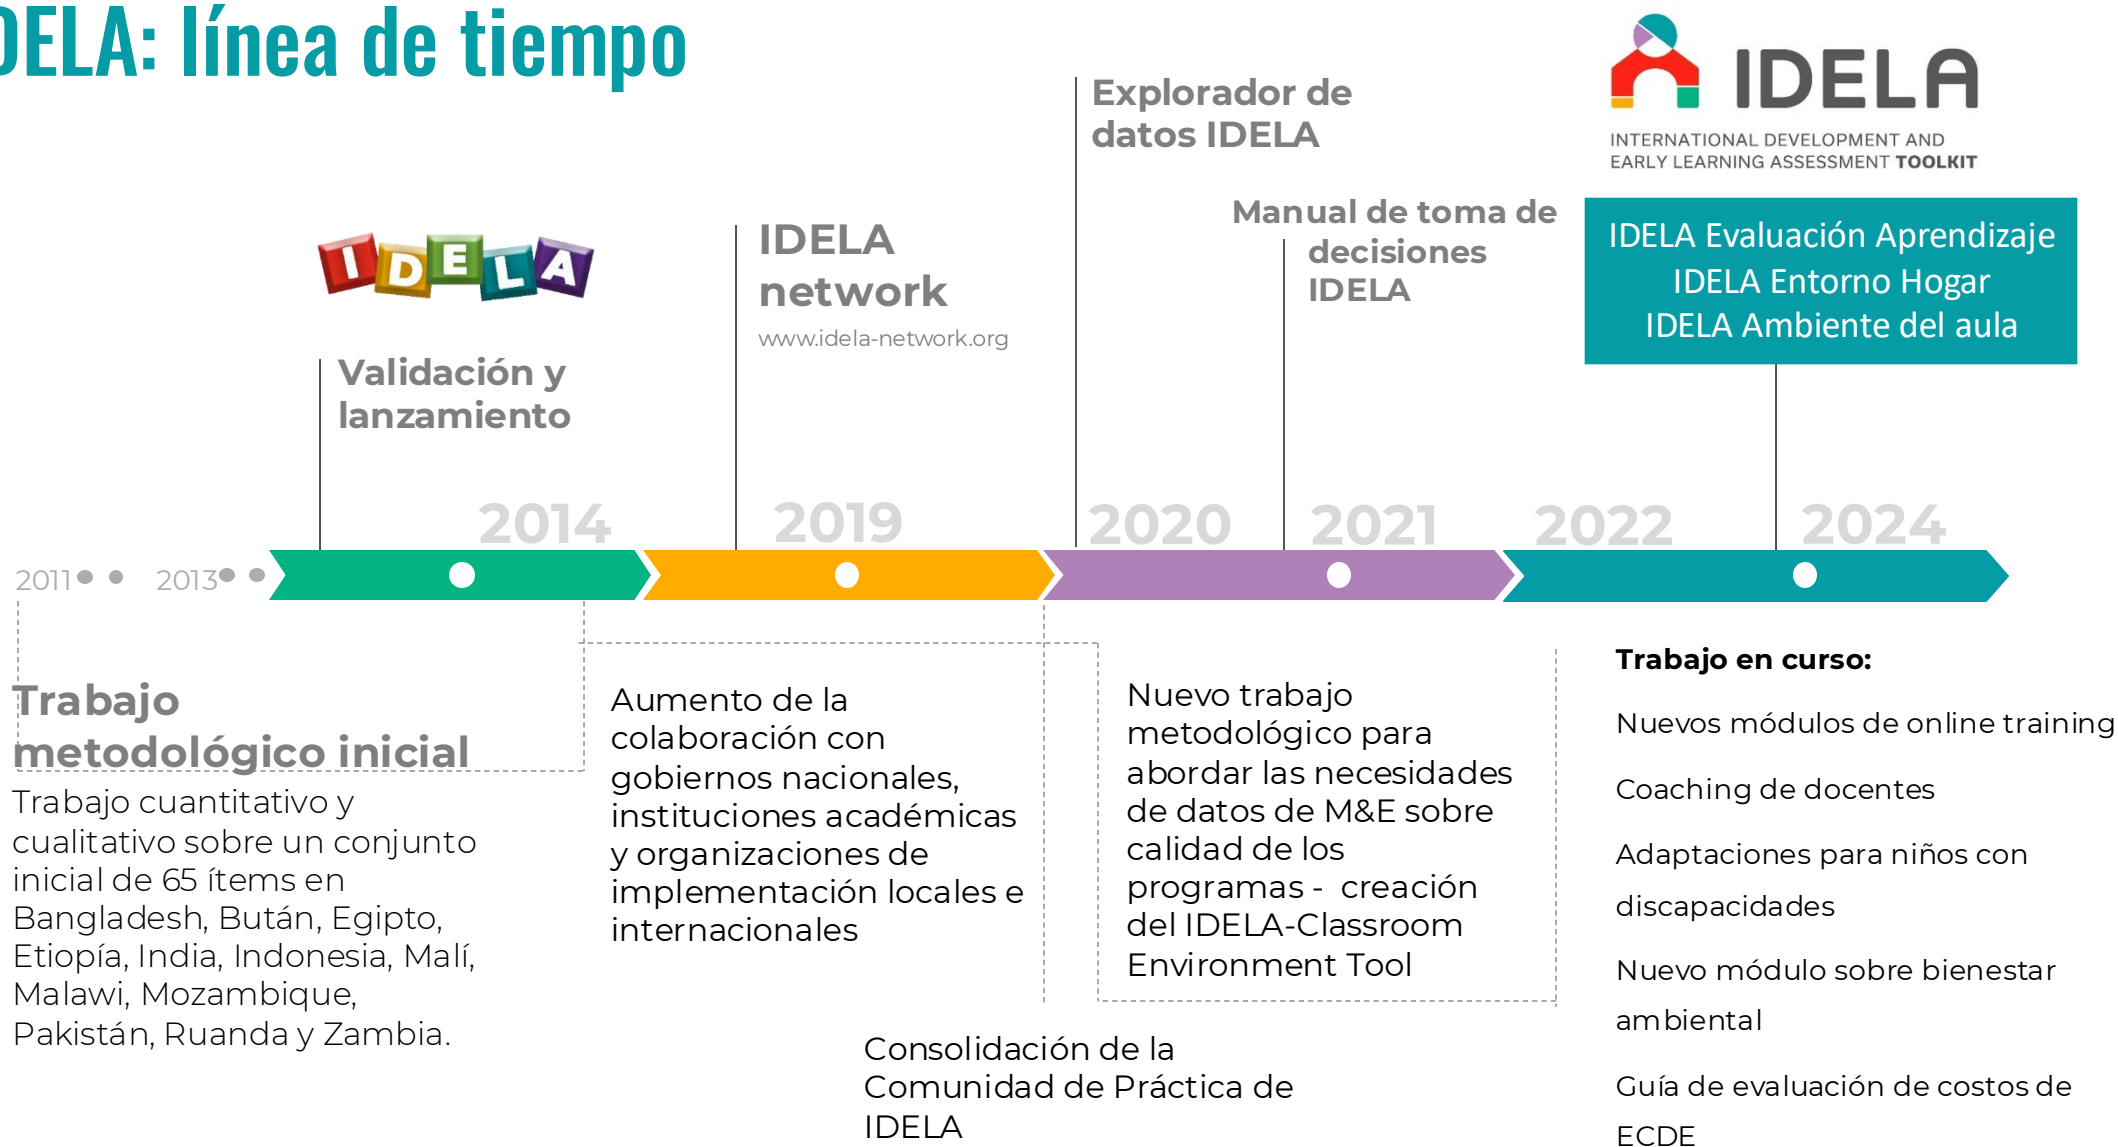 DELA: línea de tiempo
IDELA
INTERNATIONAL DEVELOPMENT AND
EARLY LEARNING ASSESSMENT TOOLKIT
Explorador de
datos IDELA
Manual de toma de
decisiones
IDELA
IDELA Evaluación Aprendizaje
IDELA Entorno Hogar
IDELA Ambiente del aula
IDELA
IDELA
network
www.idela-network.org
Validación y
lanzamiento
2011
2013
2014
2019
2020
2021
2022
2024
Trabajo
metodológico inicial
Trabajo cuantitativo y
cualitativo sobre un conjunto
inicial de 65 ítems en
Bangladesh, Bután, Egipto,
Etiopía, India, Indonesia, Malí,
Malawi, Mozambique,
Pakistán, Ruanda y Zambia.
Aumento de la
colaboración con
gobiernos nacionales,
instituciones académicas
y organizaciones de
implementación locales e
internacionales
Consolidación de la
Comunidad de Práctica de
IDELA
Nuevo trabajo
metodológico para
abordar las necesidades
de datos de M&E sobre
calidad de los
programas - creación
del IDELA-Classroom
Environment Tool
Trabajo en curso:
Nuevos módulos de online training
Coaching de docentes
Adaptaciones para niños con
discapacidades
Nuevo módulo sobre bienestar
ambiental
Guía de evaluación de costos de
ECDE